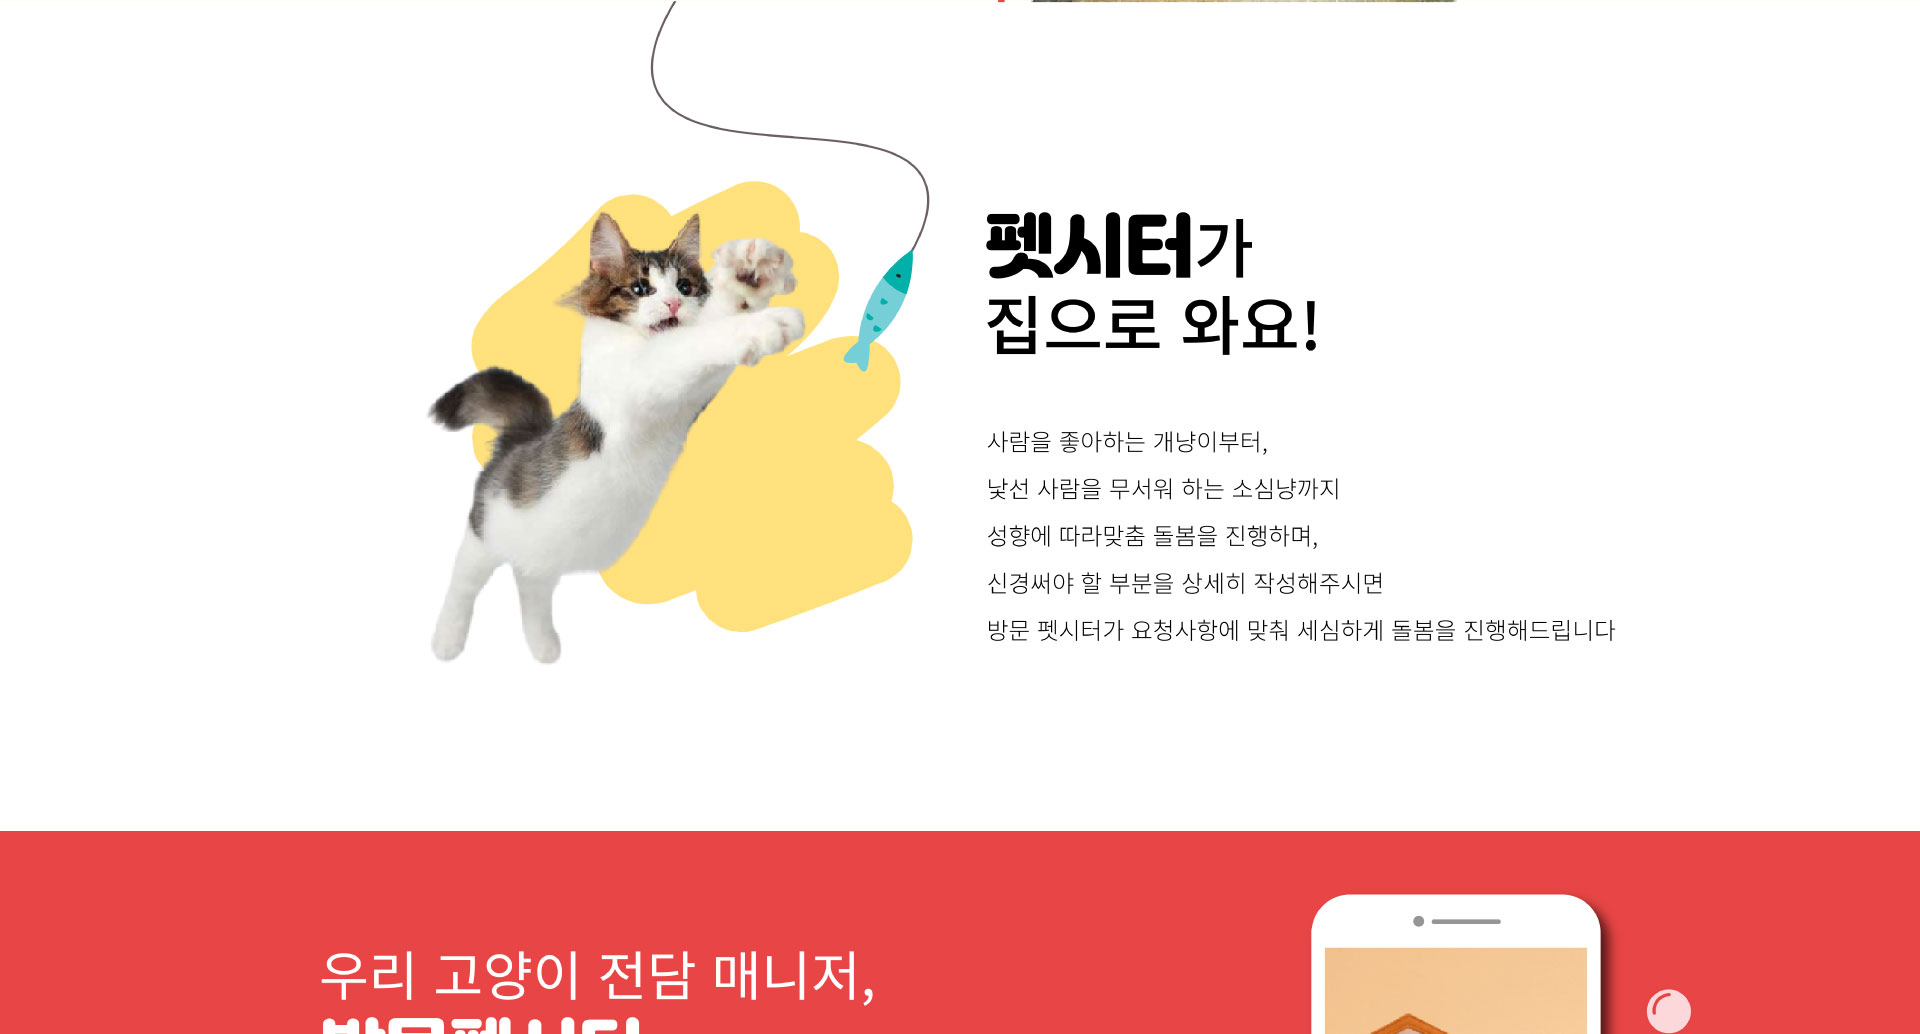 펫시터가
집으로 와요!
사람을 좋아하는 개냥이부터,
낯선 사람을 무서워 하는 소심냥까지
성향에 따라맞춤 돌봄을 진행하며,
신경써야 할 부분을 상세히 작성해주시면
방문 펫시터가 요청사항에 맞춰 세심하게 돌봄을 진행해드립니다
우리 고양이 전담 매니저,